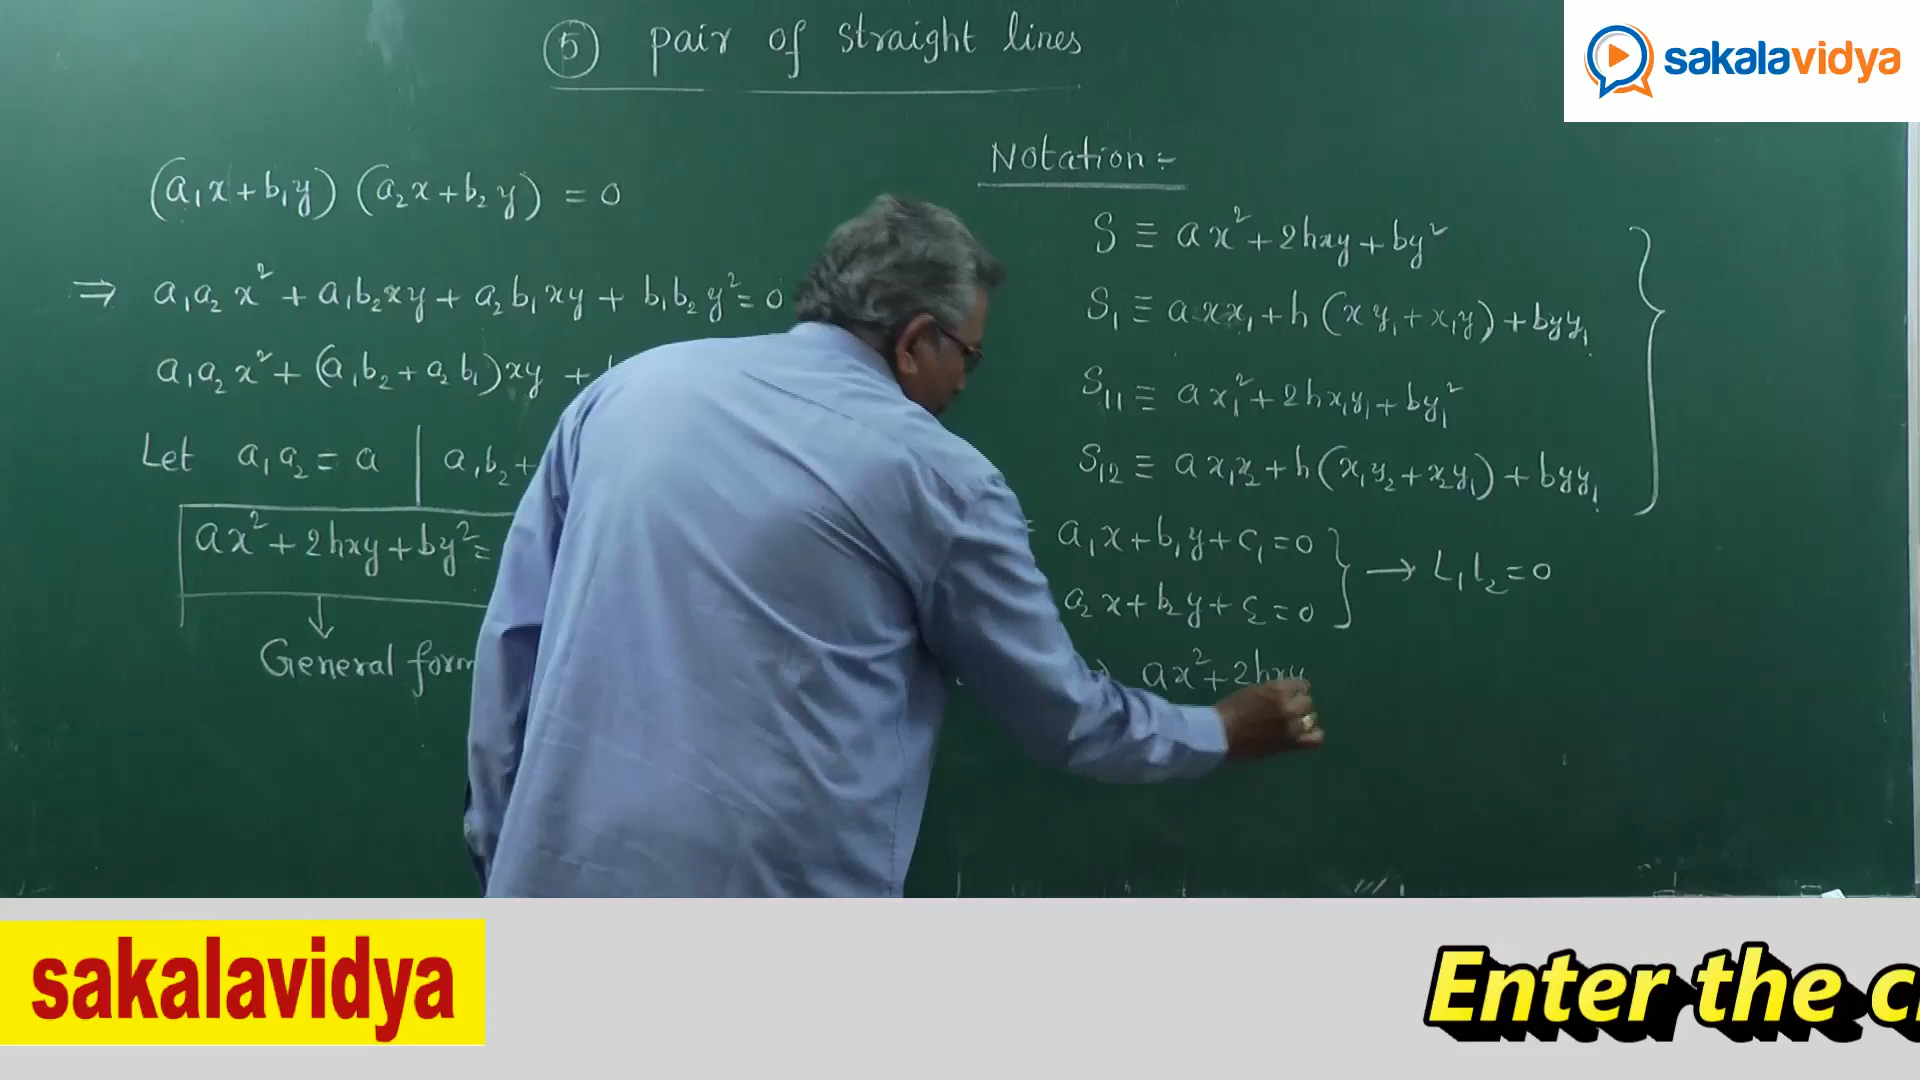 ⑤ pair of straight lines
sakalavidya
(a₁x+b₁y) (a₂x+b₂y) = 0
⇒ a₁a₂x² + a₁b₂xy + a₂b₁xy + b₁b₂y² = 0
a₁a₂x² + (a₁b₂ + a₂b₁)xy +
Let a₁a₂ = a | a₁b₂+
ax² + 2hxy + by² =
General form
Notation :-
S ≡ ax² + 2hxy + by²
S₁ ≡ axx₁ + h(xy₁ + x₁y) + byy₁
S₁₁ ≡ ax₁² + 2hx₁y₁ + by₁²
S₁₂ ≡ ax₁x₂ + h(x₁y₂ + x₂y₁) + byy₁
a₁x + b₁y + c₁ = 0
→ L₁L₂ = 0
a₂x + b₂y + c₂ = 0
ax² + 2hxy
sakalavidya
Enter the